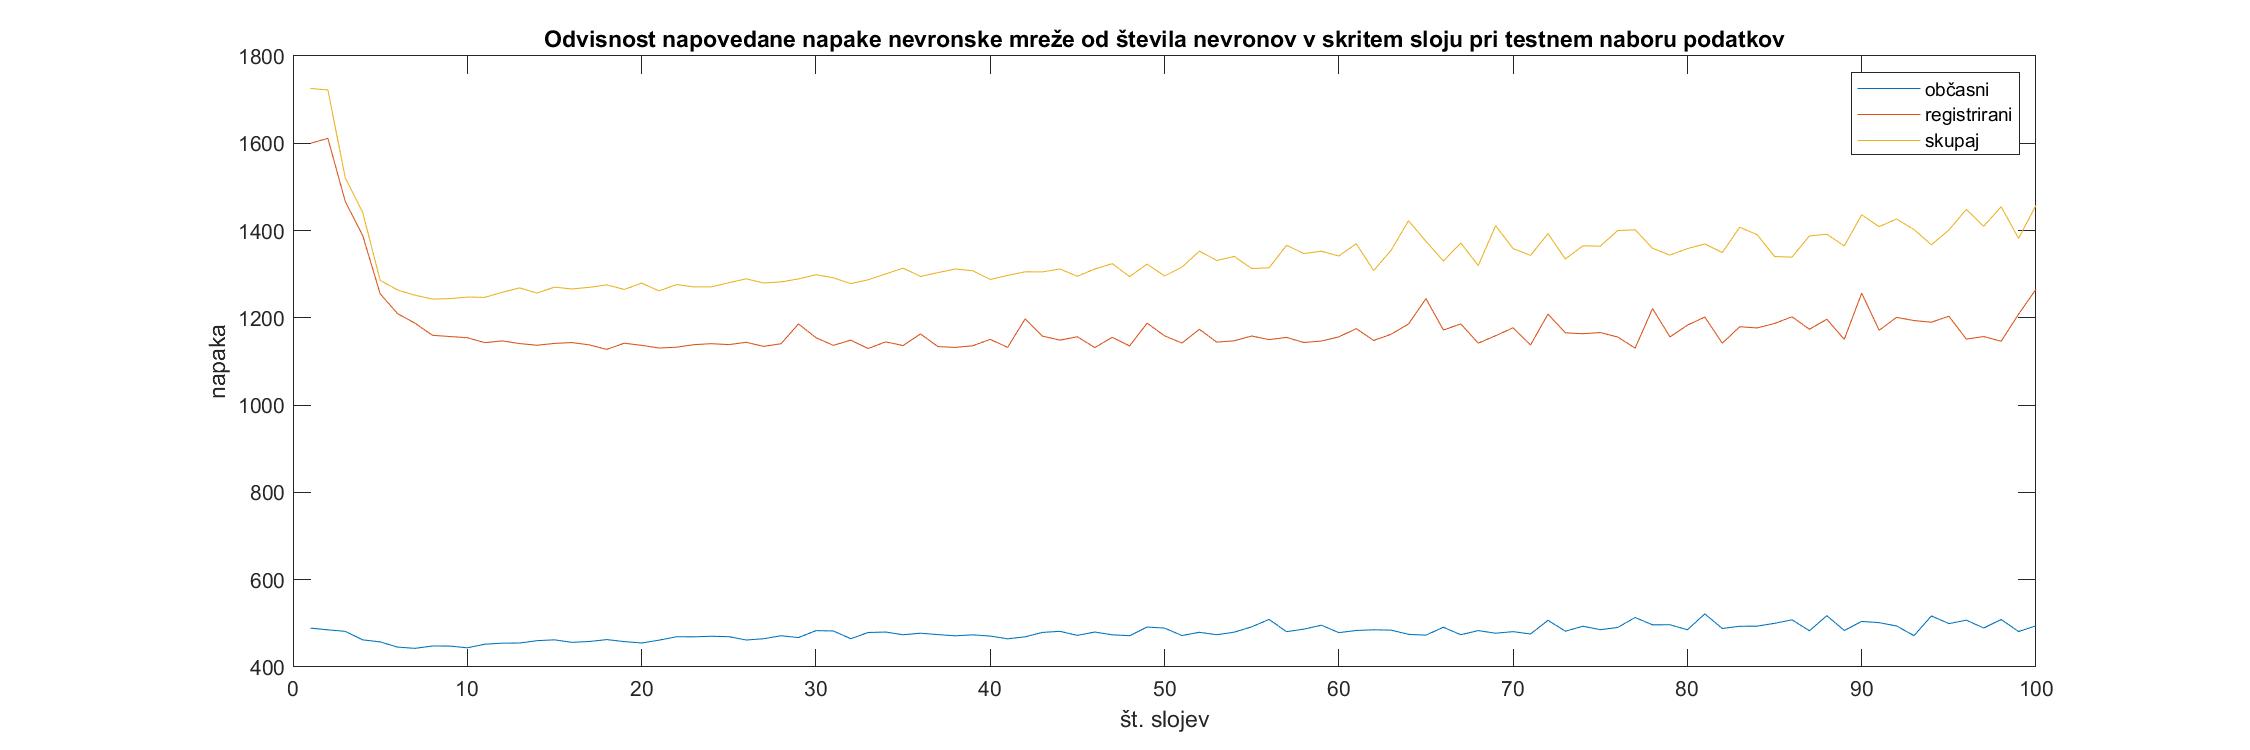 Odvisnost napovedane napake nevronske mreže od števila nevronov v skritem sloju pri testnem naboru podatkov
1800
1600
1400
1200
1000
800
600
400
napaka
občasni
registrirani
skupaj
0 10 20 30 40 50 60 70 80 90 100
št. slojev